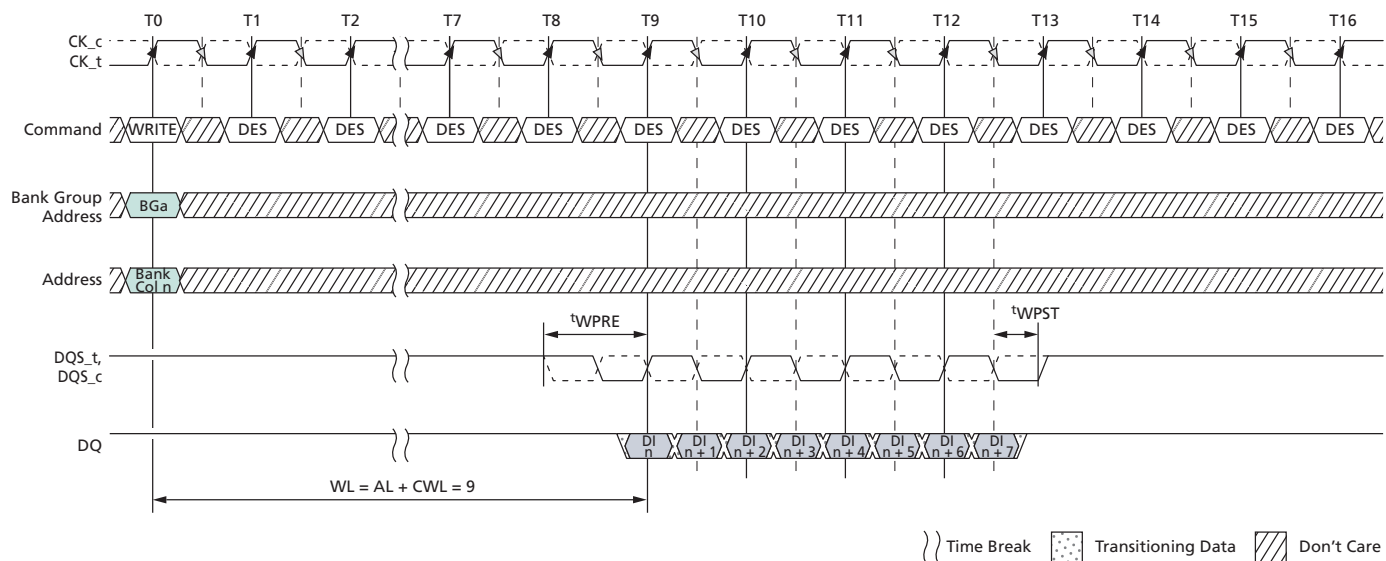 T0 T1 T2 T7 T8 T9 T10 T11 T12 T13 T14 T15 T16
CK_c
CK_t
Command WRITE DES DES DES DES DES DES DES DES DES DES DES DES
Bank Group
Address
BGa
Address
Bank
Col n
tWPRE tWPST
DQS_t,
DQS_c
DQ
DI DI DI DI DI DI DI DI
n n + 1 n + 2 n + 3 n + 4 n + 5 n + 6 n + 7
WL = AL + CWL = 9
Time Break Transitioning Data Don't Care